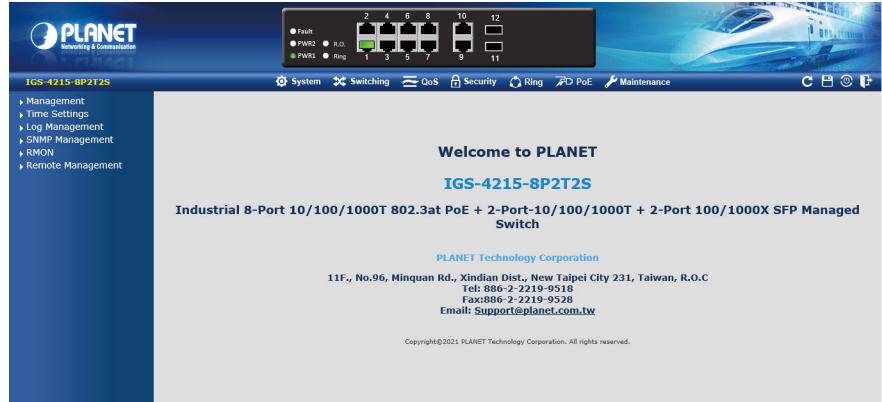 PLANET
Networking & Communication
2 4 6 8 10 12
Fault
PWR2 R.O.
PWR1 Ring 1 3 5 7 9 11
IGS-4215-8P2T2S
System Switching QoS Security Ring PoE Maintenance
Management
Time Settings
Log Management
SNMP Management
RMON
Remote Management
Welcome to PLANET
IGS-4215-8P2T2S
Industrial 8-Port 10/100/1000T 802.3at PoE + 2-Port-10/100/1000T + 2-Port 100/1000X SFP Managed
Switch
PLANET Technology Corporation
11F., No.96, Minquan Rd., Xindian Dist., New Taipei City 231, Taiwan, R.O.C
Tel: 886-2-2219-9518
Fax:886-2-2219-9528
Email: Support@planet.com.tw
Copyright©2021 PLANET Technology Corporation. All rights reserved.